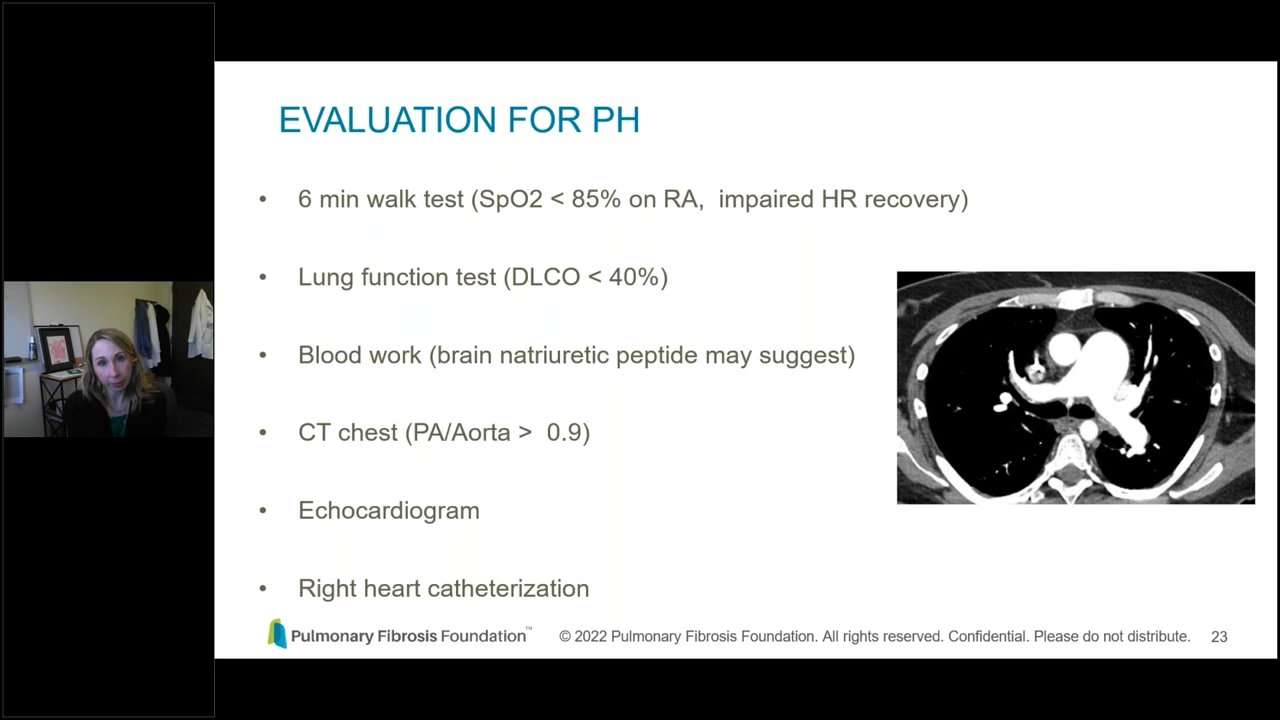 EVALUATION FOR PH
• 6 min walk test (SpO2 < 85% on RA, impaired HR recovery)
• Lung function test (DLCO < 40%)
• Blood work (brain natriuretic peptide may suggest)
• CT chest (PA/Aorta > 0.9)
• Echocardiogram
• Right heart catheterization
Pulmonary Fibrosis Foundation™ © 2022 Pulmonary Fibrosis Foundation. All rights reserved. Confidential. Please do not distribute. 23